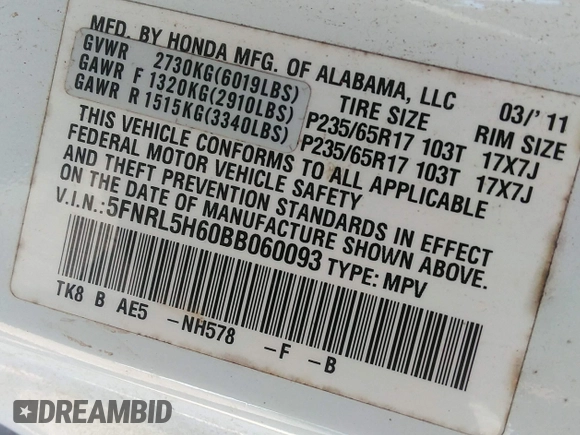 MFD. BY HONDA MFG. OF ALABAMA, LLC 03/' 11
GVWR 2730KG(6019LBS) TIRE SIZE RIM SIZE
GAWR F 1320KG(2910LBS) P235/65R17 103T 17X7J
GAWR R 1515KG(3340LBS) P235/65R17 103T 17X7J
THIS VEHICLE CONFORMS TO ALL APPLICABLE
FEDERAL MOTOR VEHICLE SAFETY
AND THEFT PREVENTION STANDARDS IN EFFECT
ON THE DATE OF MANUFACTURE SHOWN ABOVE.
V.I.N.:5FNRL5H60BB060093 TYPE: MPV
TK8 B AE5 -NH578 -F -B
DREAMBID